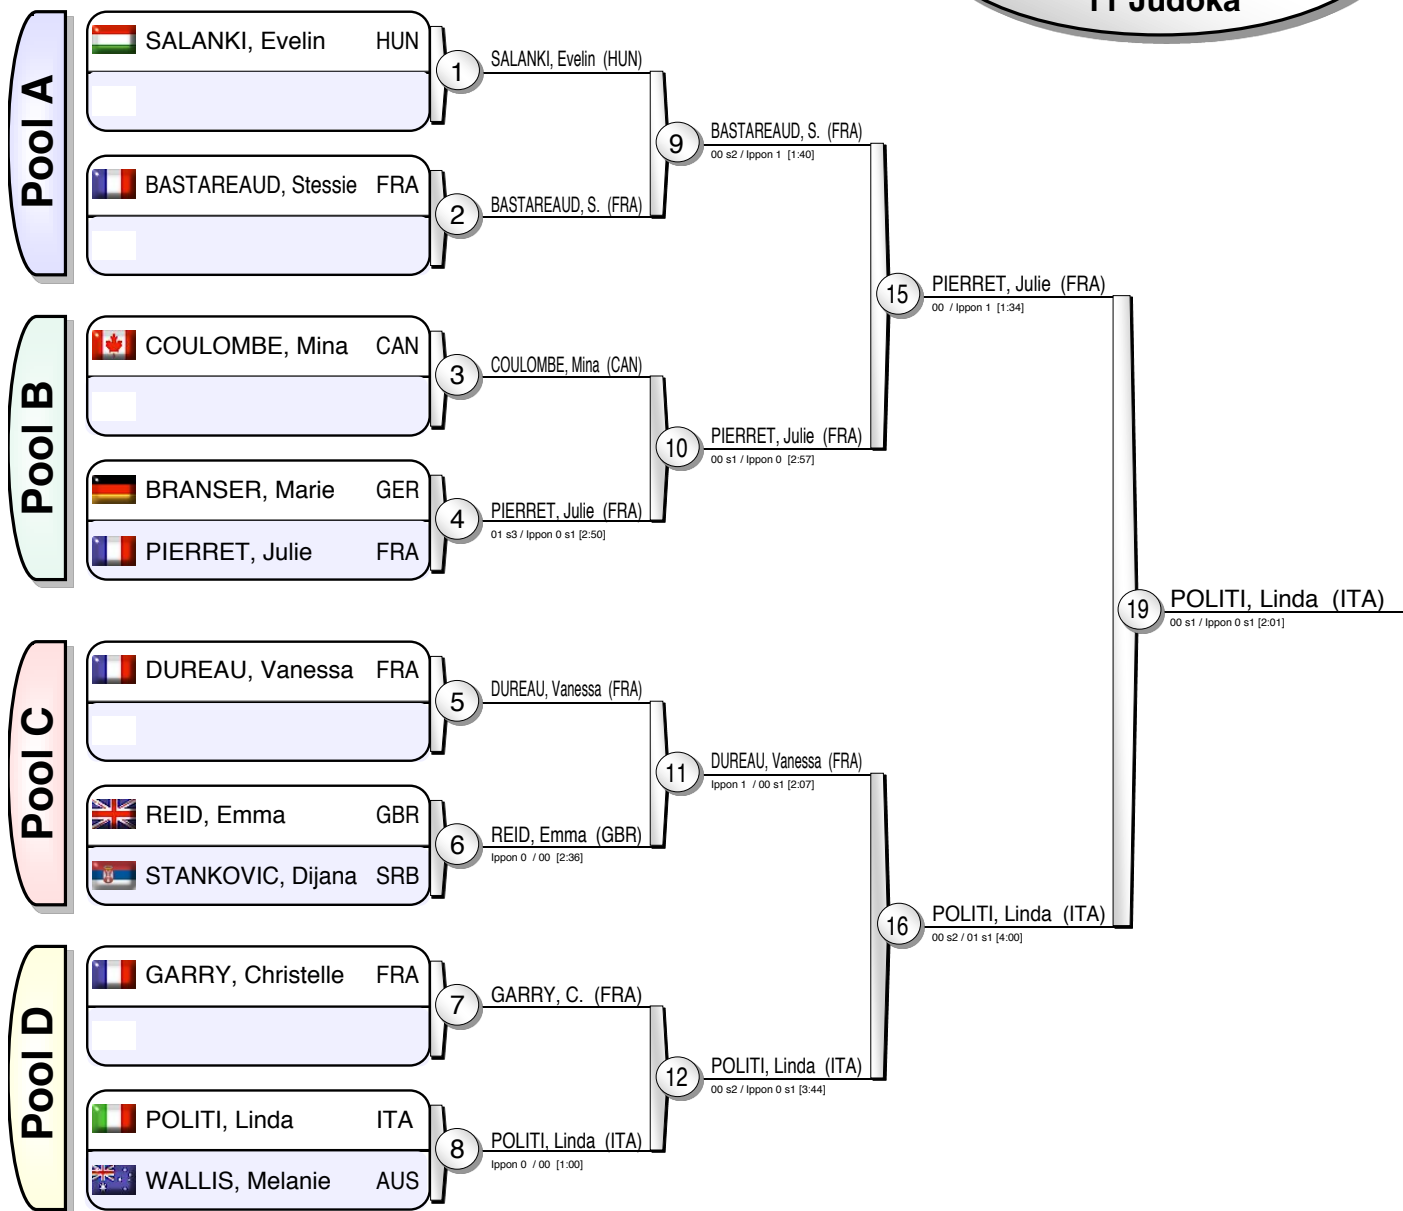 11 Judoka
Pool A
SALANKI, Evelin HUN
1
SALANKI, Evelin (HUN)
BASTAREAUD, Stessie FRA
2
BASTAREAUD, S. (FRA)
9
BASTAREAUD, S. (FRA)
00 s2 / Ippon 1 [1:40]
Pool B
COULOMBE, Mina CAN
3
COULOMBE, Mina (CAN)
BRANSER, Marie GER
PIERRET, Julie FRA
4
PIERRET, Julie (FRA)
01 s3 / Ippon 0 s1 [2:50]
10
PIERRET, Julie (FRA)
00 s1 / Ippon 0 [2:57]
15
PIERRET, Julie (FRA)
00 / Ippon 1 [1:34]
Pool C
DUREAU, Vanessa FRA
5
DUREAU, Vanessa (FRA)
REID, Emma GBR
STANKOVIC, Dijana SRB
6
REID, Emma (GBR)
Ippon 0 / 00 [2:36]
11
DUREAU, Vanessa (FRA)
Ippon 1 / 00 s1 [2:07]
Pool D
GARRY, Christelle FRA
7
GARRY, C. (FRA)
POLITI, Linda ITA
WALLIS, Melanie AUS
8
POLITI, Linda (ITA)
Ippon 0 / 00 [1:00]
12
POLITI, Linda (ITA)
00 s2 / Ippon 0 s1 [3:44]
16
POLITI, Linda (ITA)
00 s2 / 01 s1 [4:00]
19
POLITI, Linda (ITA)
00 s1 / Ippon 0 s1 [2:01]